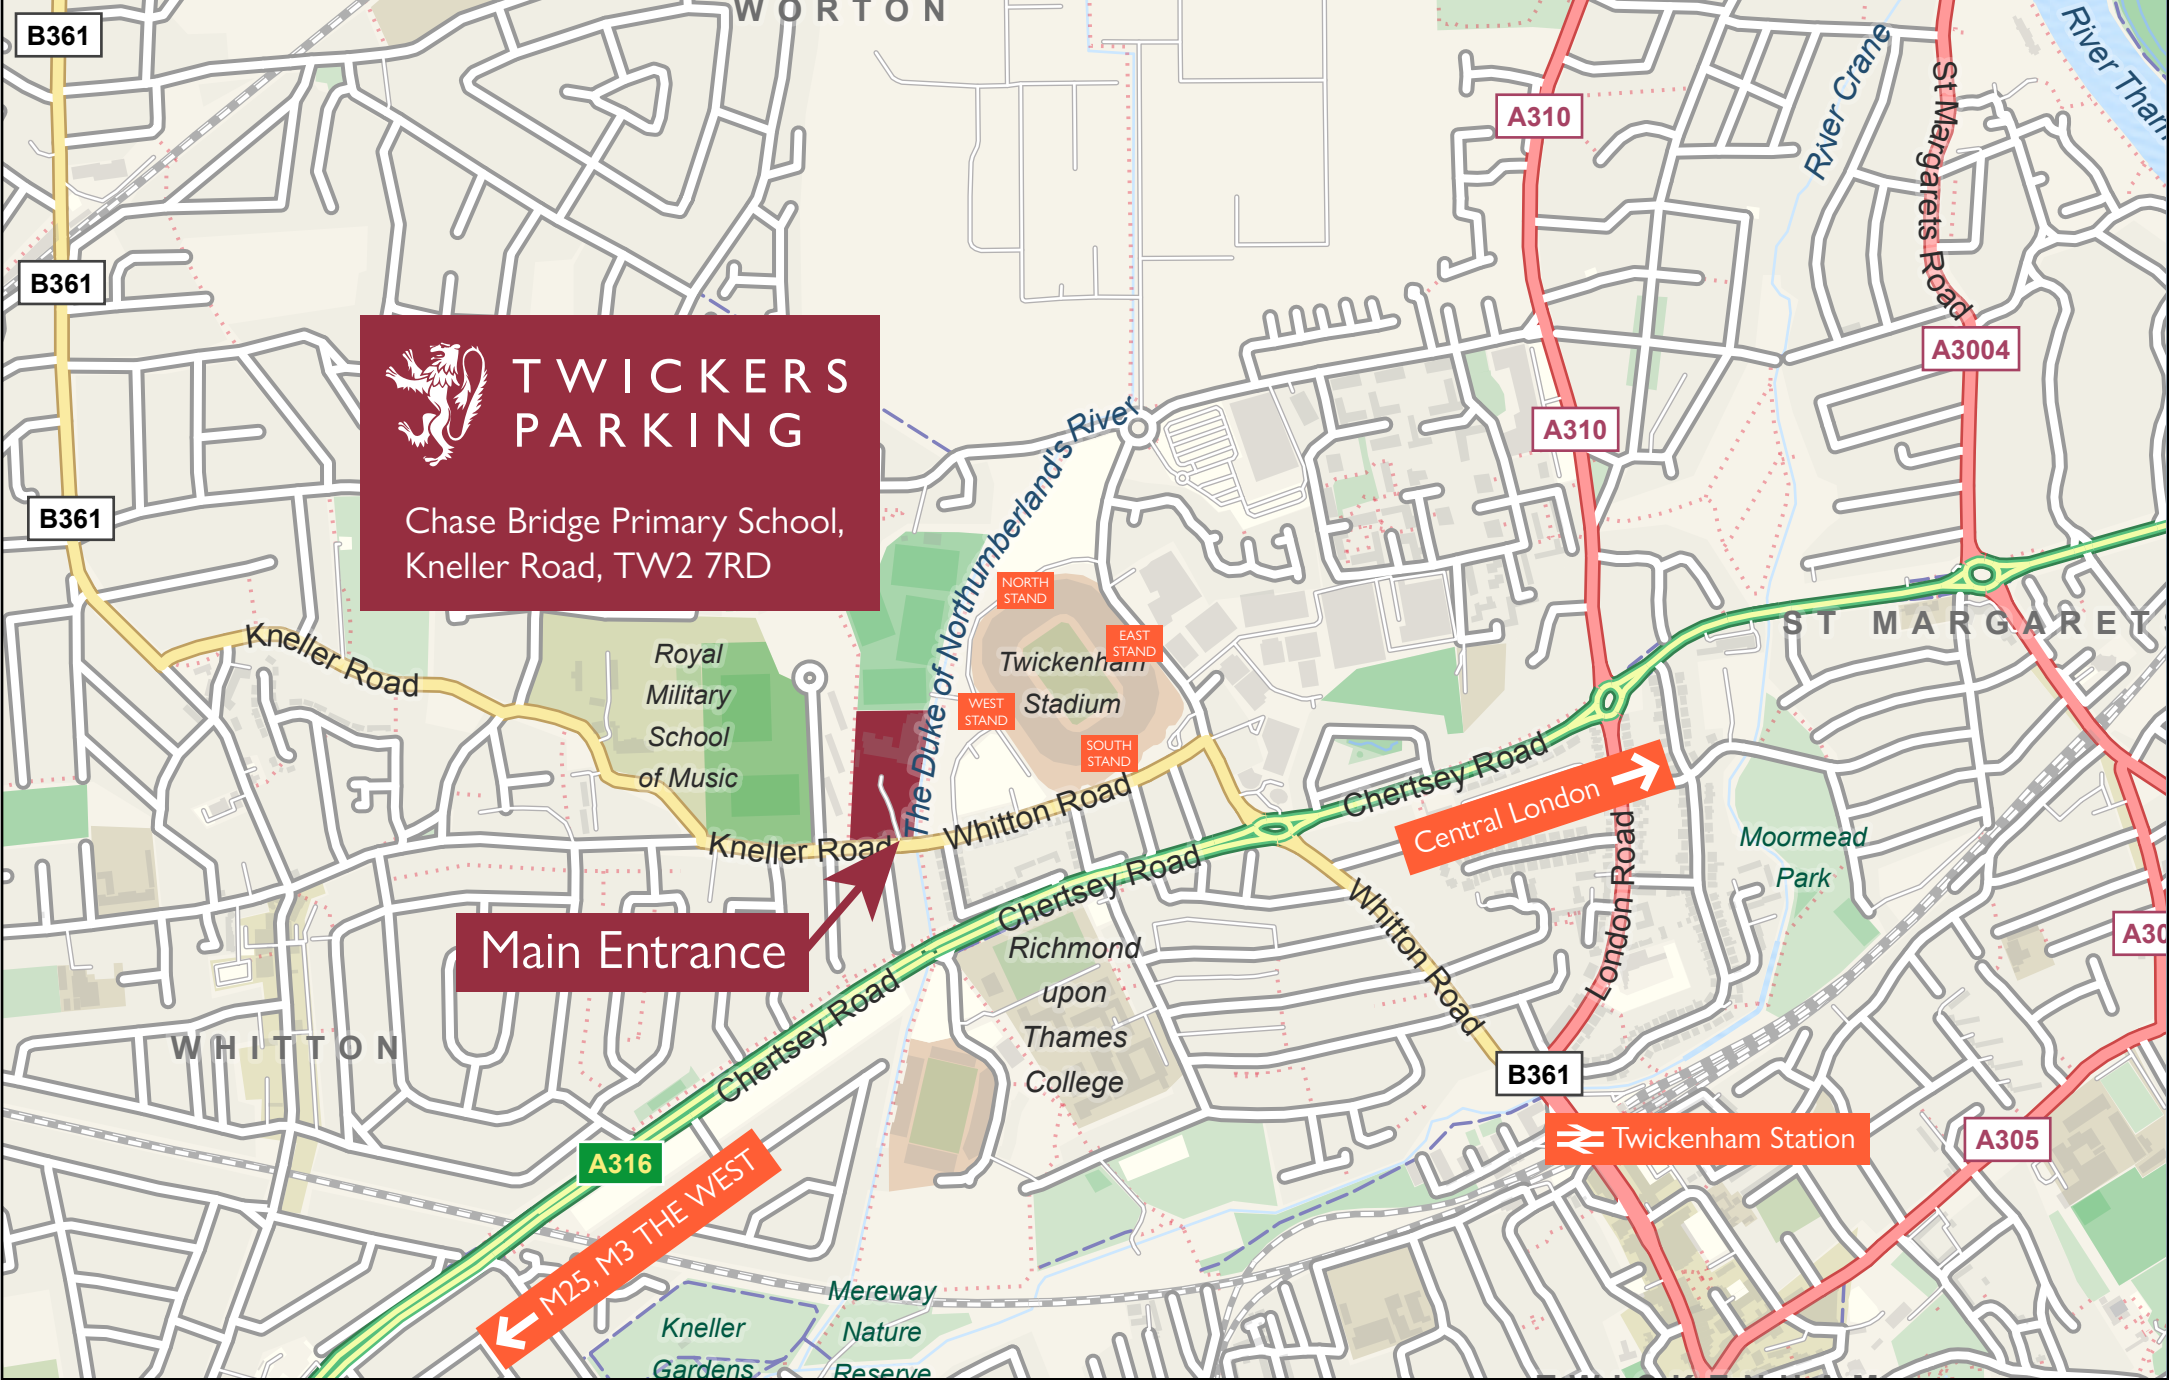 WORTON
B361
River Tham
River Crane
St Margarets Road
A310
B361
A3004
TWICKERS
PARKING
Chase Bridge Primary School,
Kneller Road, TW2 7RD
A310
B361
The Duke of Northumberland's River
NORTH
STAND
EAST
STAND
WEST
STAND
SOUTH
STAND
Twickenham
Stadium
ST MARGARETS
Kneller Road
Royal
Military
School
of Music
Kneller Road
Whitton Road
Chertsey Road
Central London
London Road
Moormead
Park
Chertsey Road
Whitton Road
Main Entrance
Richmond
upon
Thames
College
A30
WHITTON
Chertsey Road
B361
Twickenham Station
A305
A316
M25, M3 THE WEST
Mereway
Nature
Reserve
Kneller
Gardens
TWICKENHAM